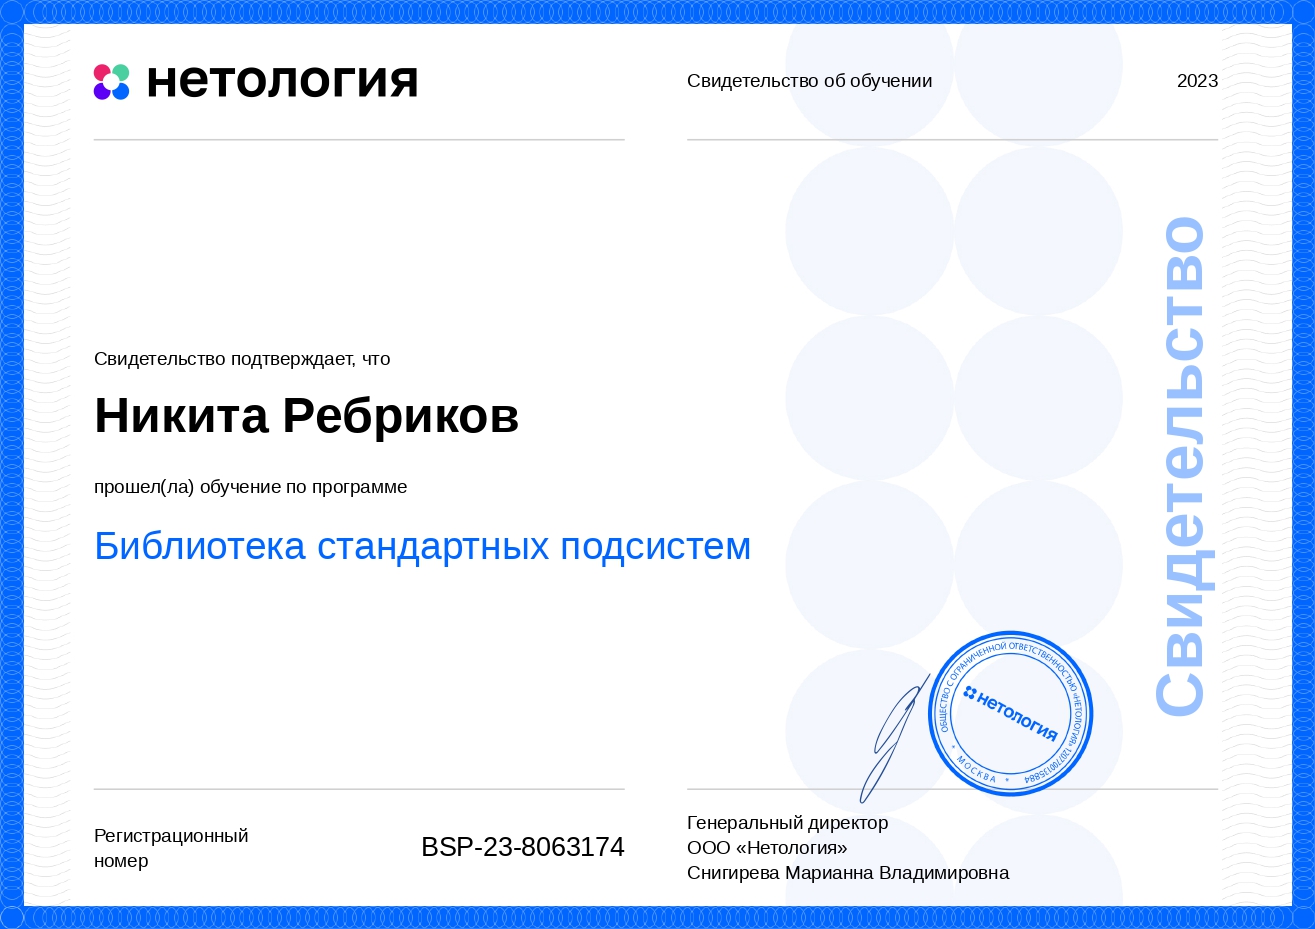 нетология
Свидетельство об обучении
2023
Свидетельство подтверждает, что
Никита Ребриков
прошел(ла) обучение по программе
Библиотека стандартных подсистем
Свидетельство
ОБЩЕСТВО С ОГРАНИЧЕННОЙ ОТВЕТСТВЕННОСТЬЮ «НЕТОЛОГИЯ» 1207700135884
* МОСКВА *
нетология
Регистрационный
номер
BSP-23-8063174
Генеральный директор
ООО «Нетология»
Снигирева Марианна Владимировна